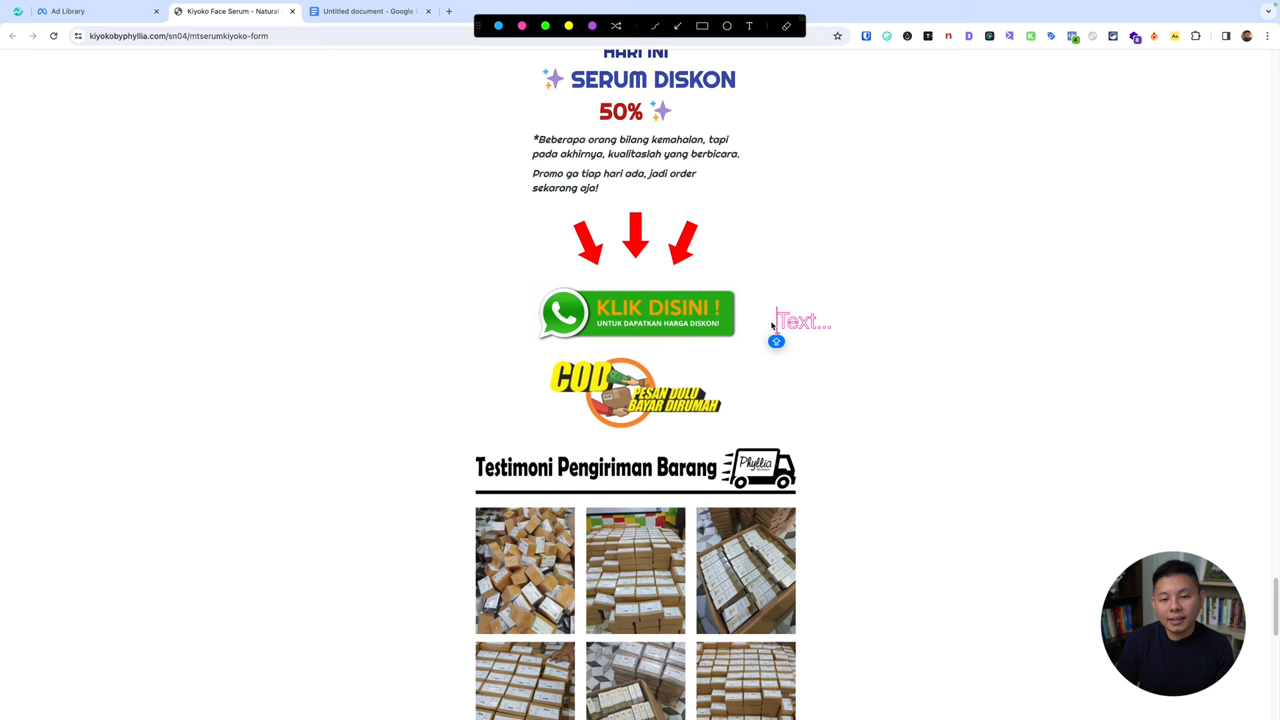 Ad Library
Kiyoko Face Serum - Natural
Untitled document - Google
kiyokobyphyllia.com/sn04/mtserumkiyoko-form
HARI INI
SERUM DISKON
50%
*Beberapa orang bilang kemahalan, tapi
pada akhirnya, kualitaslah yang berbicara.
Promo ga tiap hari ada, jadi order
sekarang aja!
KLIK DISINI !
UNTUK DAPATKAN HARGA DISKON!
Text...
COD
PESAN DULU
BAYAR DIRUMAH
Testimoni Pengiriman Barang
Phyllia